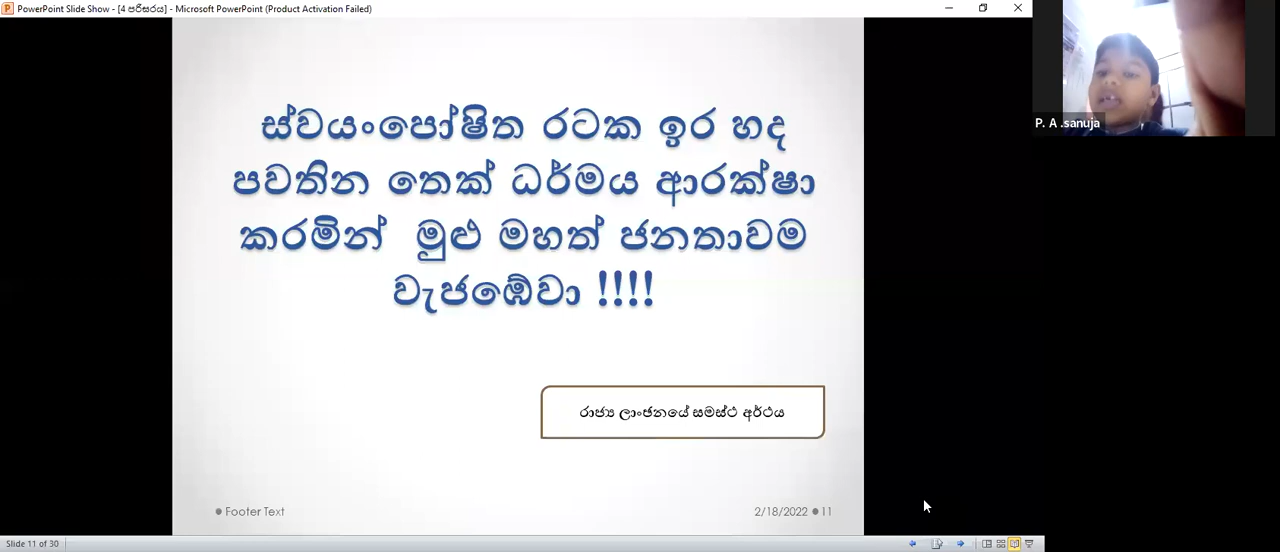 PowerPoint Slide Show - [4 පරිසරය] - Microsoft PowerPoint (Product Activation Failed)
ස්වයංපෝෂිත රටක ඉර හද
පවතින තෙක් ධර්මය ආරක්ෂා
කරමින් මුළු මහත් ජනතාවම
වැජඹේවා !!!!
රාජ්‍ය ලාංඡනයේ සමස්ථ අර්ථය
Footer Text
2/18/2022 11
Slide 11 of 30
P. A .sanuja